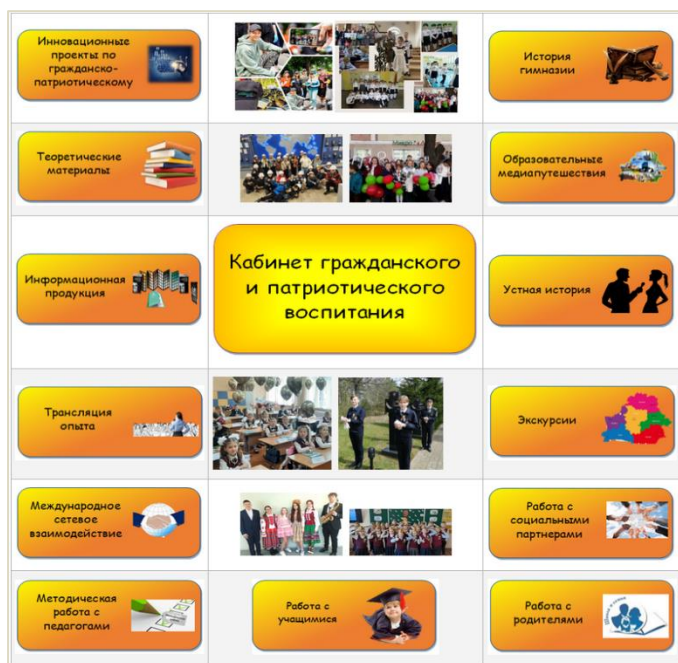 Инновационные
проекты по
гражданско-
патриотическому
История
гимназии
Теоретические
материалы
Образовательные
медиапутешествия
Информационная
продукция
Кабинет гражданского
и патриотического
воспитания
Устная история
Трансляция
опыта
Экскурсии
Международное
сетевое
взаимодействие
Работа с
социальными
партнерами
Методическая
работа с
педагогами
Работа с
учащимися
Работа с
родителями